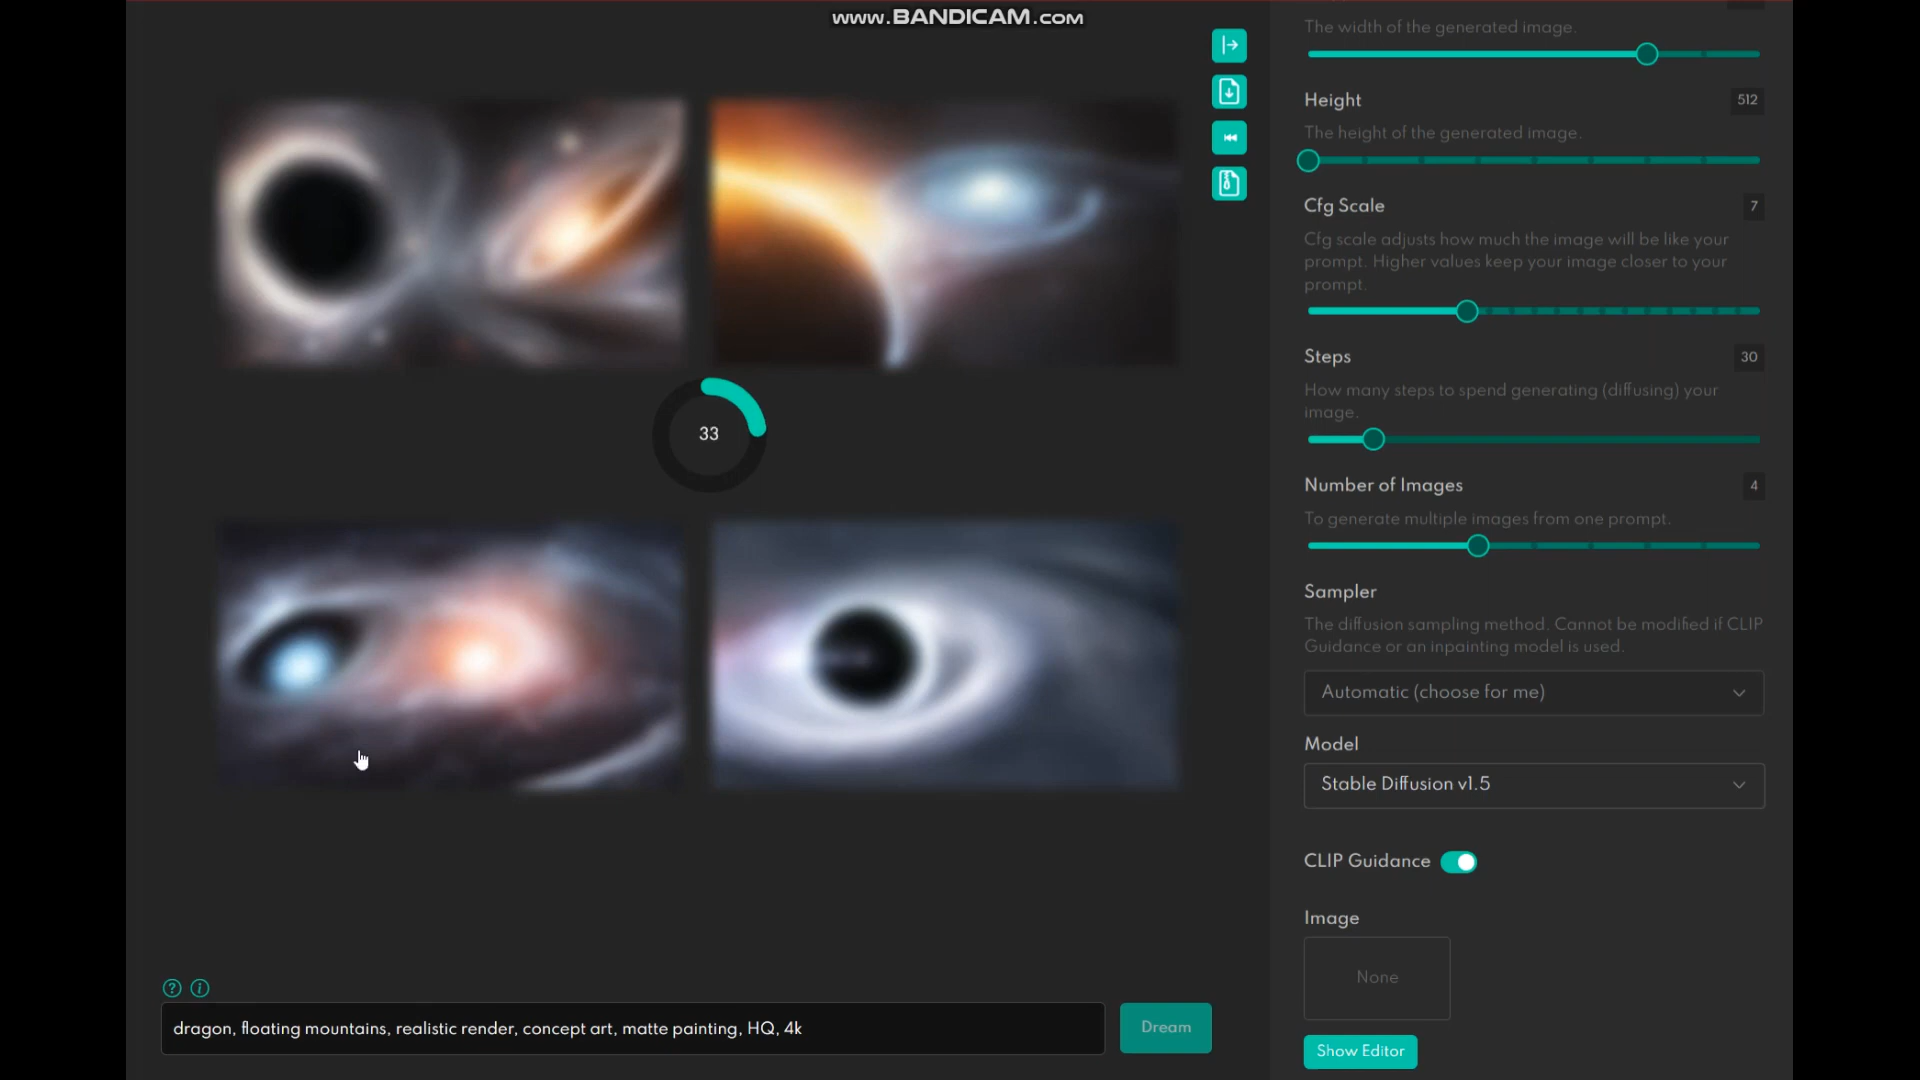 www.BANDICAM.com
The width of the generated image.
Height
512
The height of the generated image.
Cfg Scale
7
Cfg scale adjusts how much the image will be like your
prompt. Higher values keep your image closer to your
prompt.
Steps
30
How many steps to spend generating (diffusing) your
image.
33
Number of Images
4
To generate multiple images from one prompt.
Sampler
The diffusion sampling method. Cannot be modified if CLIP
Guidance or an inpainting model is used.
Automatic (choose for me)
Model
Stable Diffusion v1.5
CLIP Guidance
Image
None
Show Editor
dragon, floating mountains, realistic render, concept art, matte painting, HQ, 4k
Dream